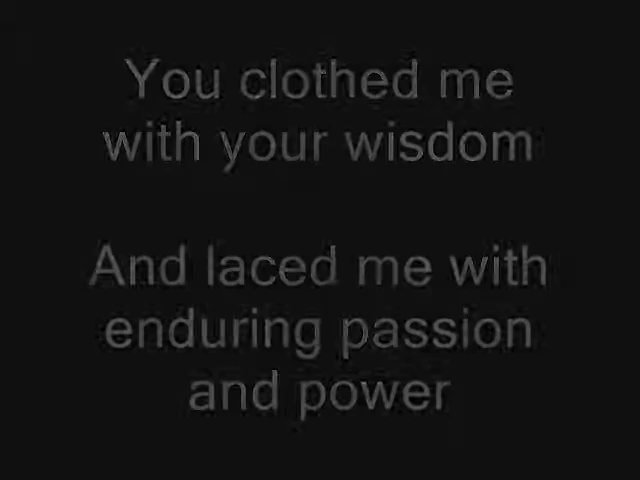 You clothed me
with your wisdom
And laced me with
enduring passion
and power